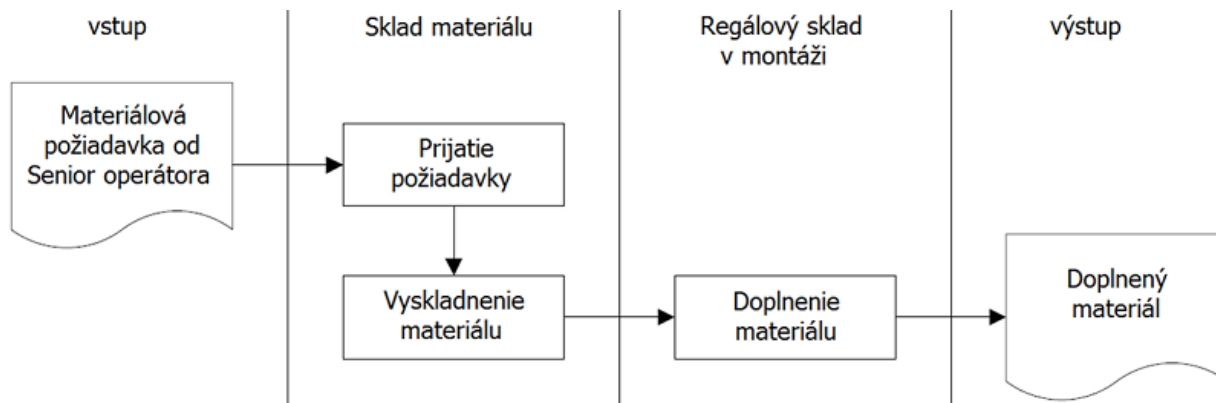 vstup
Sklad materiálu
Regálový sklad
v montáži
výstup
Materiálová
požiadavka od
Senior operátora
Prijatie
požiadavky
Vyskladnenie
materiálu
Doplnenie
materiálu
Doplnený
materiál